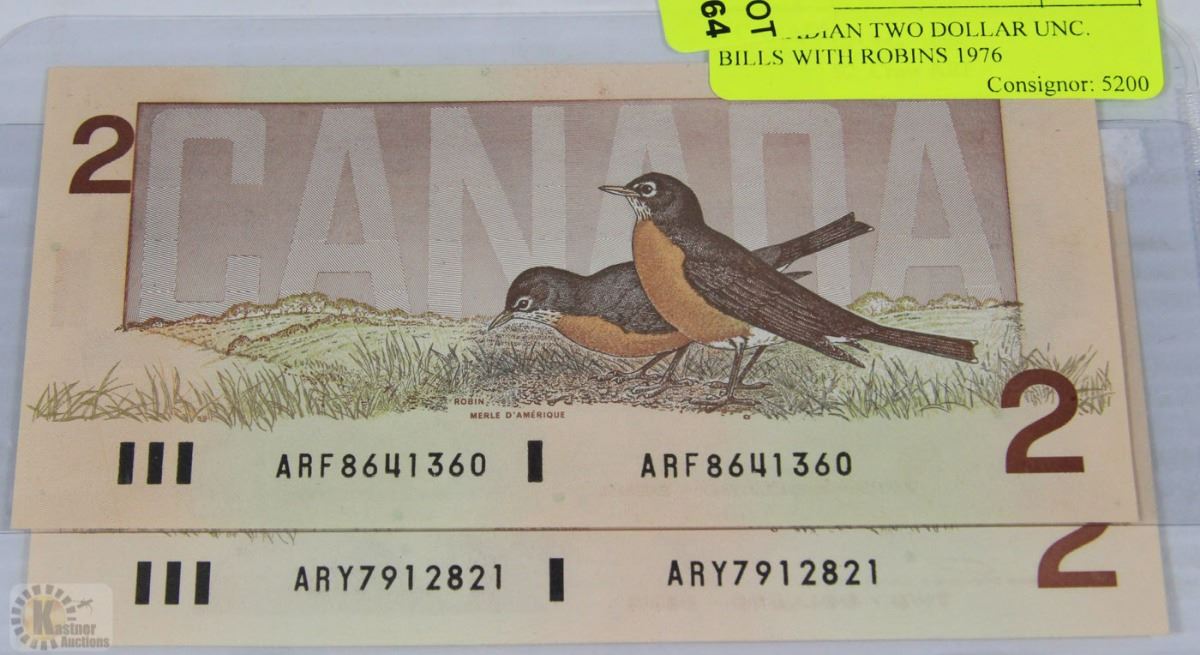 64
OT
TWO DOLLAR UNC.
BILLS WITH ROBINS 1976
Consignor: 5200
2
CANADA
ROBIN
MERLE D'AMÉRIQUE
2
ARF8641360 ARF8641360
2
ARY7912821 ARY7912821
Kastner
Auctions